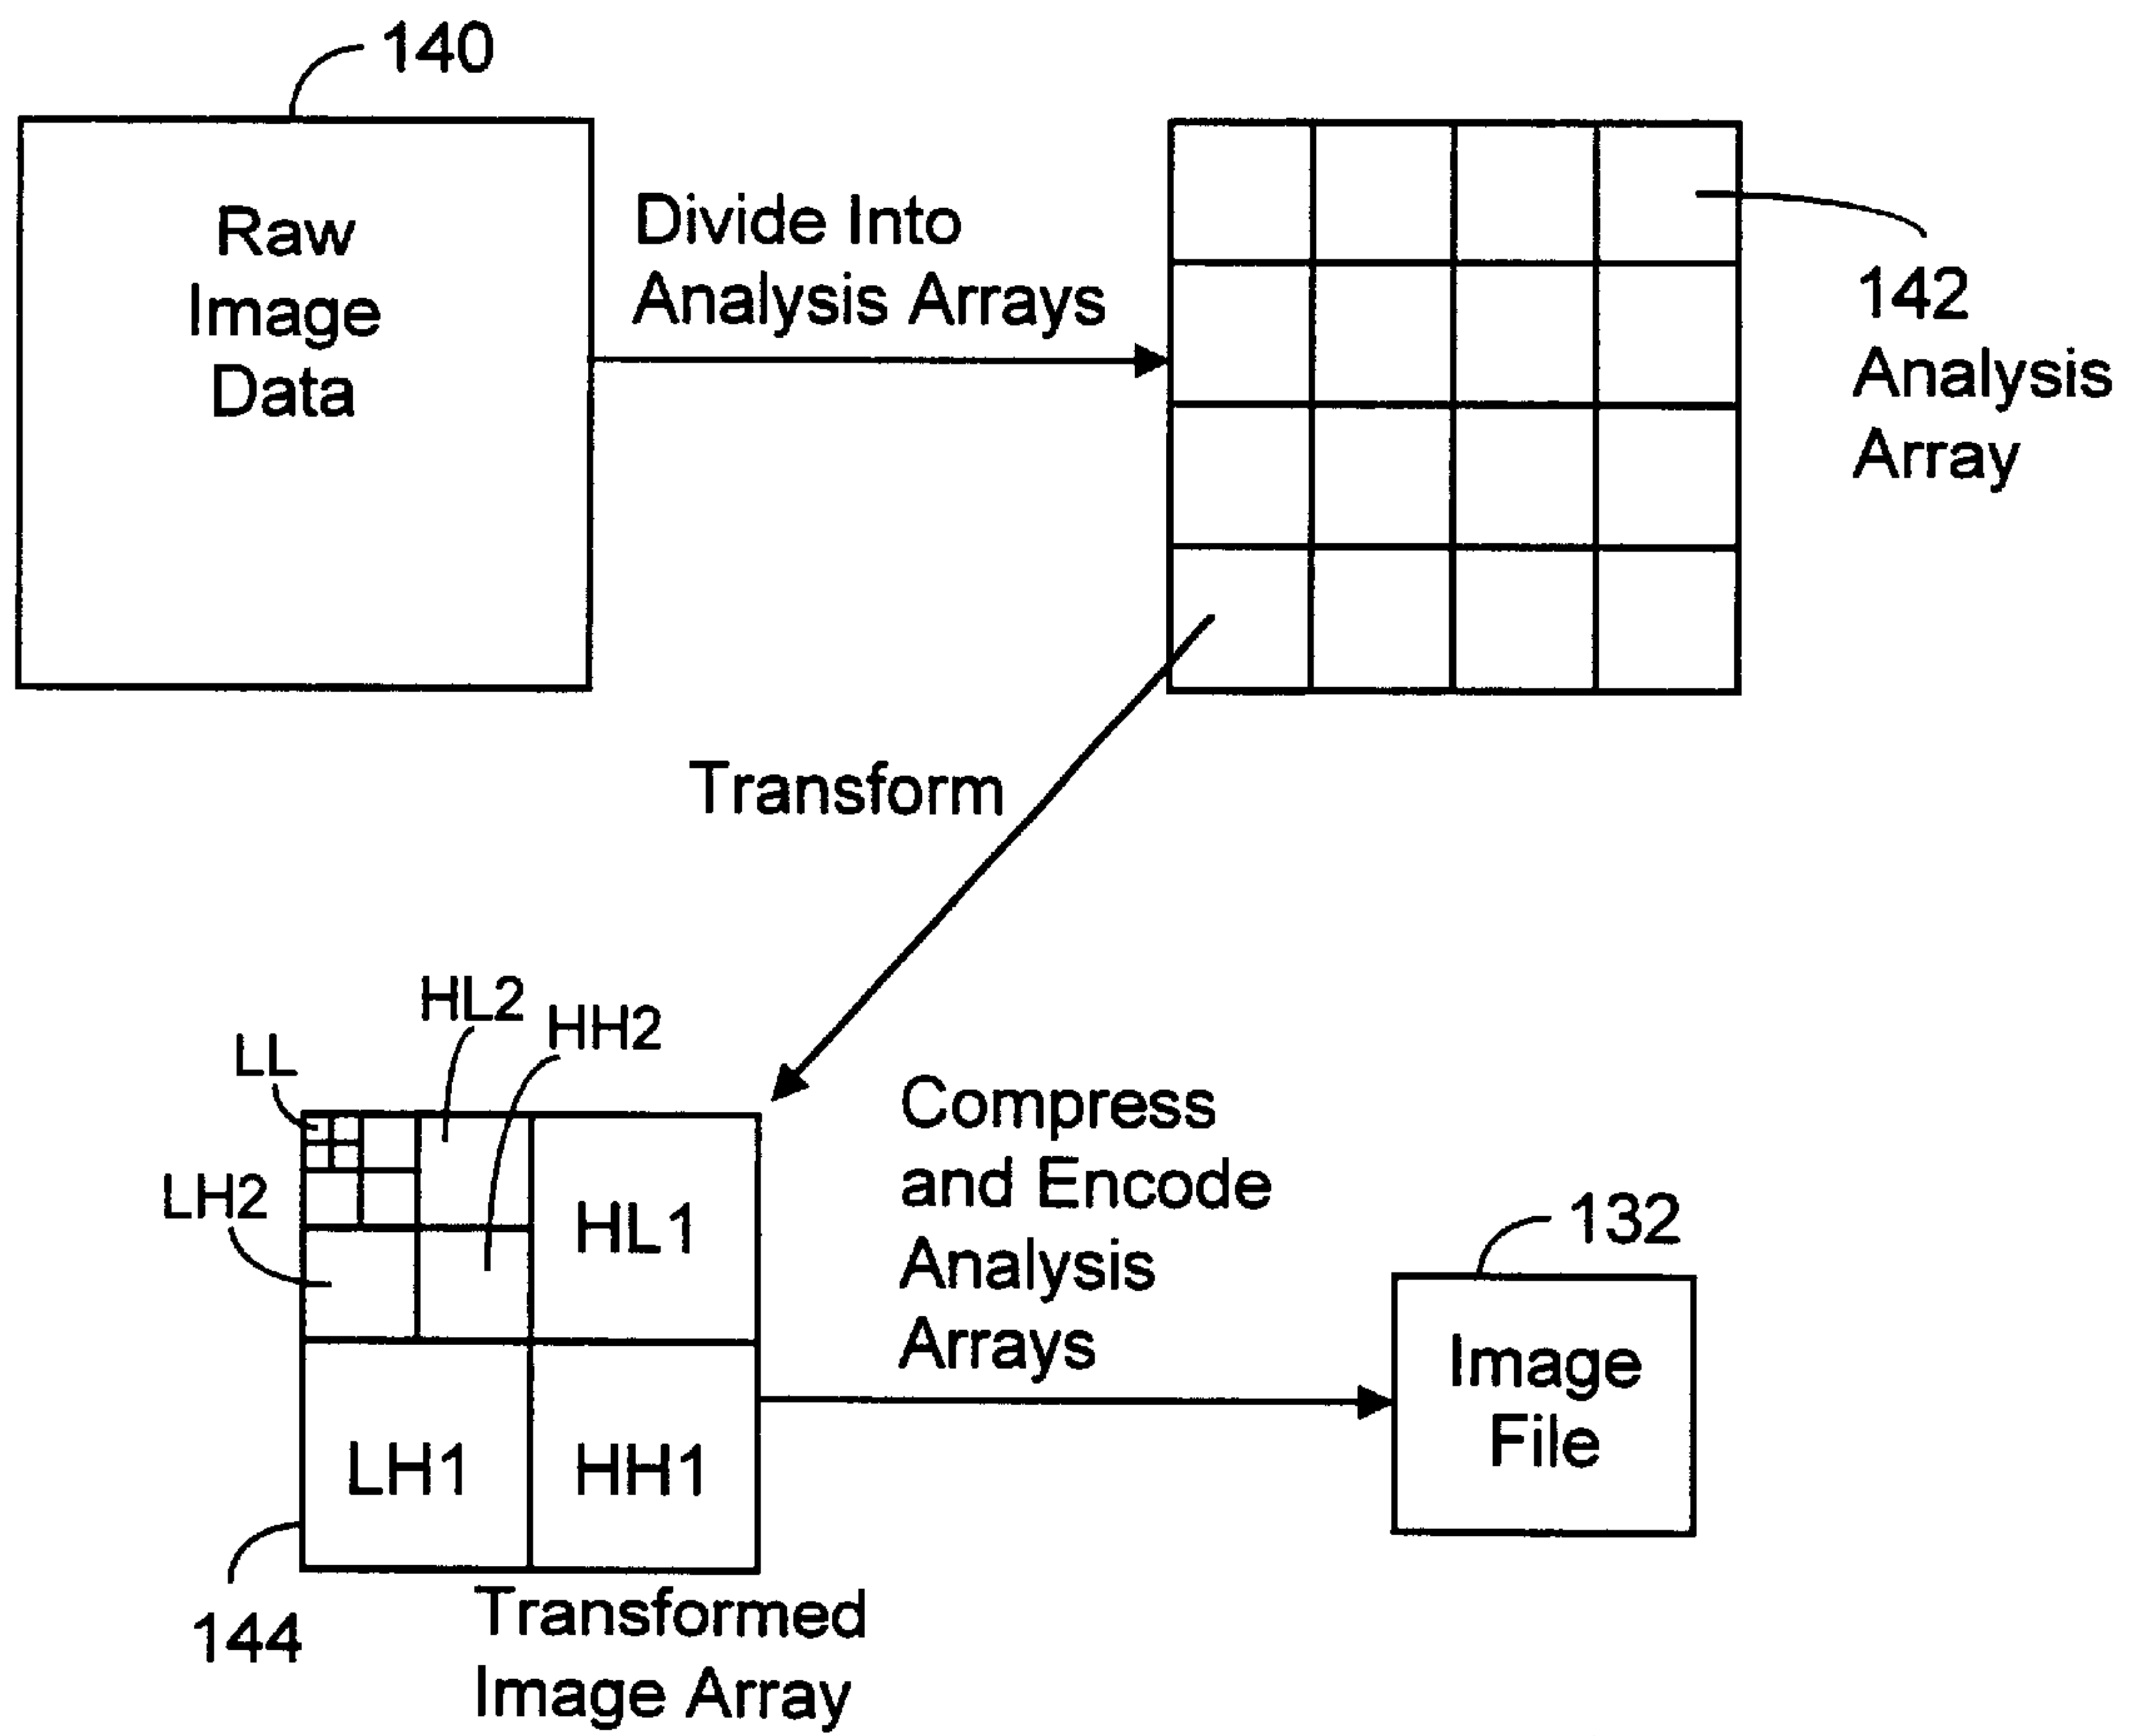 140
Raw
Image
Data
Divide Into
Analysis Arrays
142
Analysis
Array
Transform
HL2
HH2
LL
LH2
HL1
LH1
HH1
144
Transformed
Image Array
Compress
and Encode
Analysis
Arrays
132
Image
File